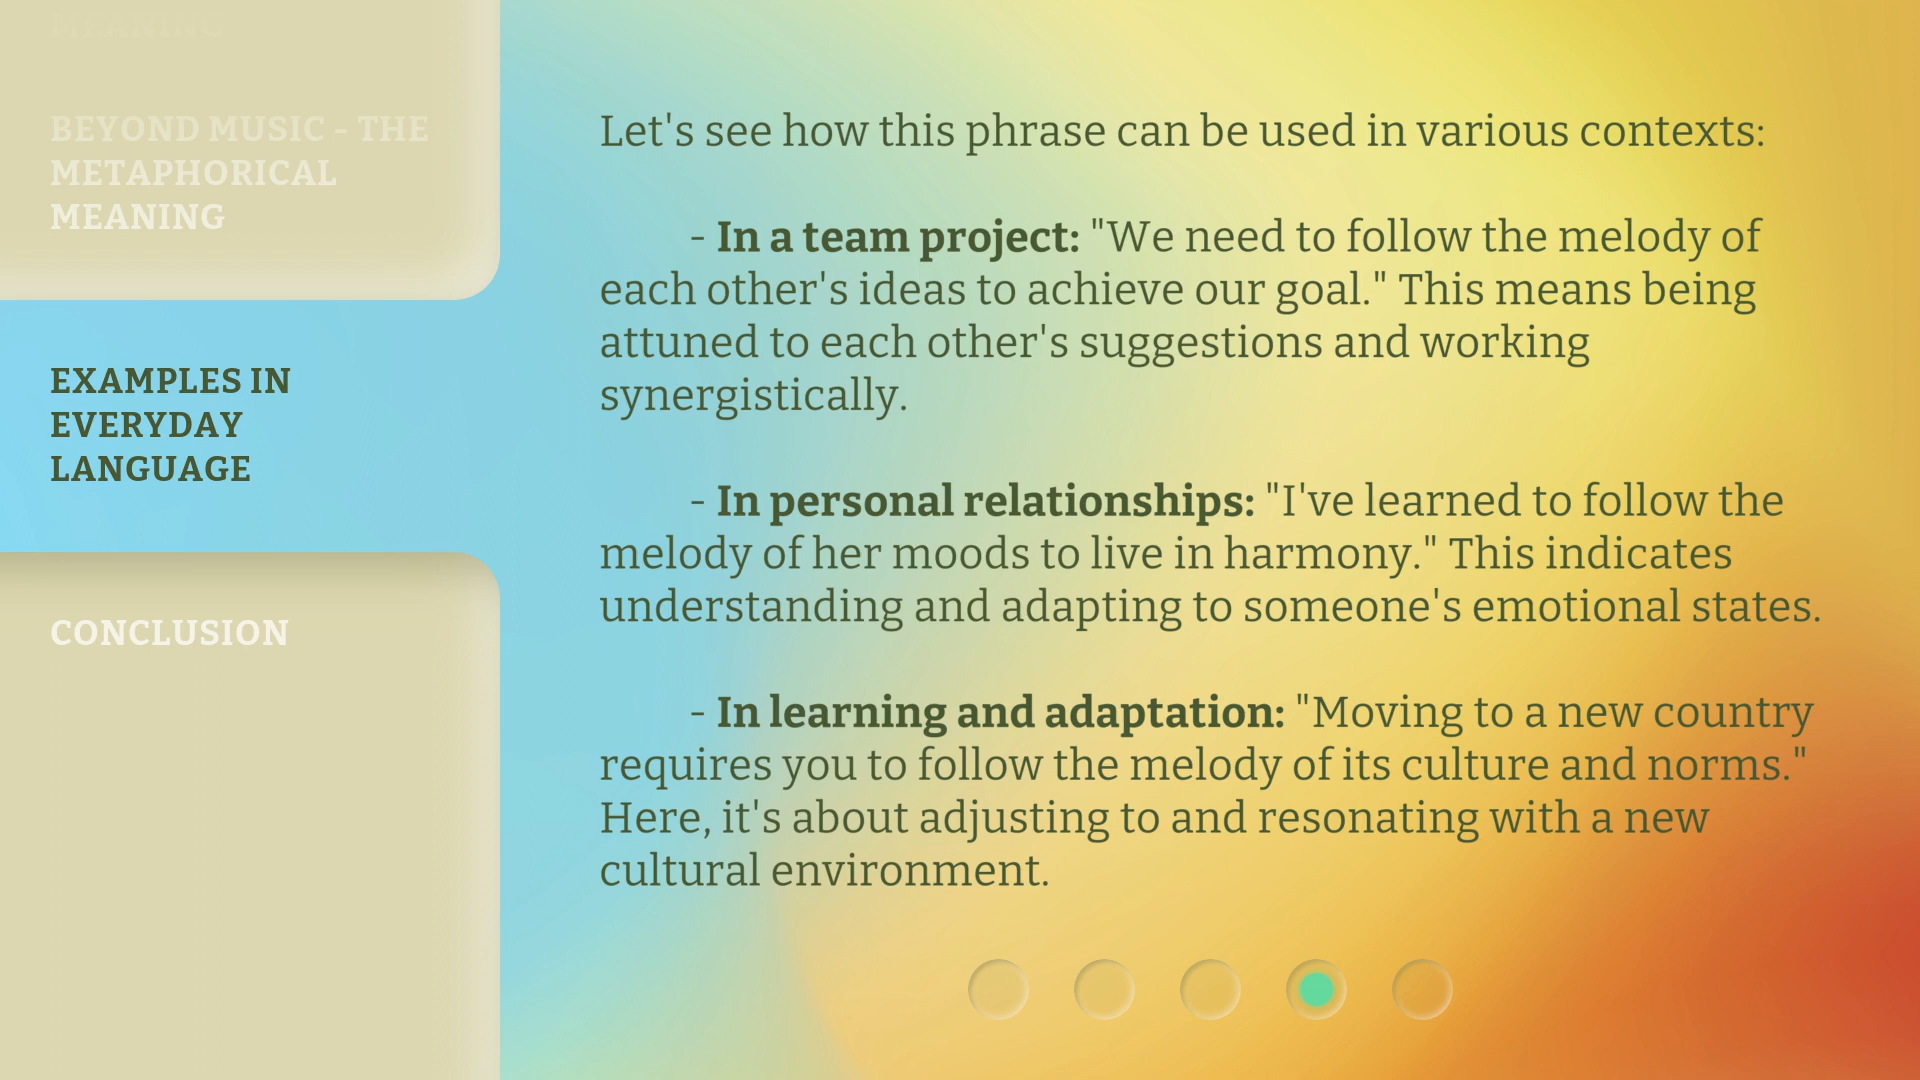 MEANING
BEYOND MUSIC - THE
METAPHORICAL
MEANING
EXAMPLES IN
EVERYDAY
LANGUAGE
CONCLUSION
Let's see how this phrase can be used in various contexts:
- In a team project: "We need to follow the melody of
each other's ideas to achieve our goal." This means being
attuned to each other's suggestions and working
synergistically.
- In personal relationships: "I've learned to follow the
melody of her moods to live in harmony." This indicates
understanding and adapting to someone's emotional states.
- In learning and adaptation: "Moving to a new country
requires you to follow the melody of its culture and norms."
Here, it's about adjusting to and resonating with a new
cultural environment.